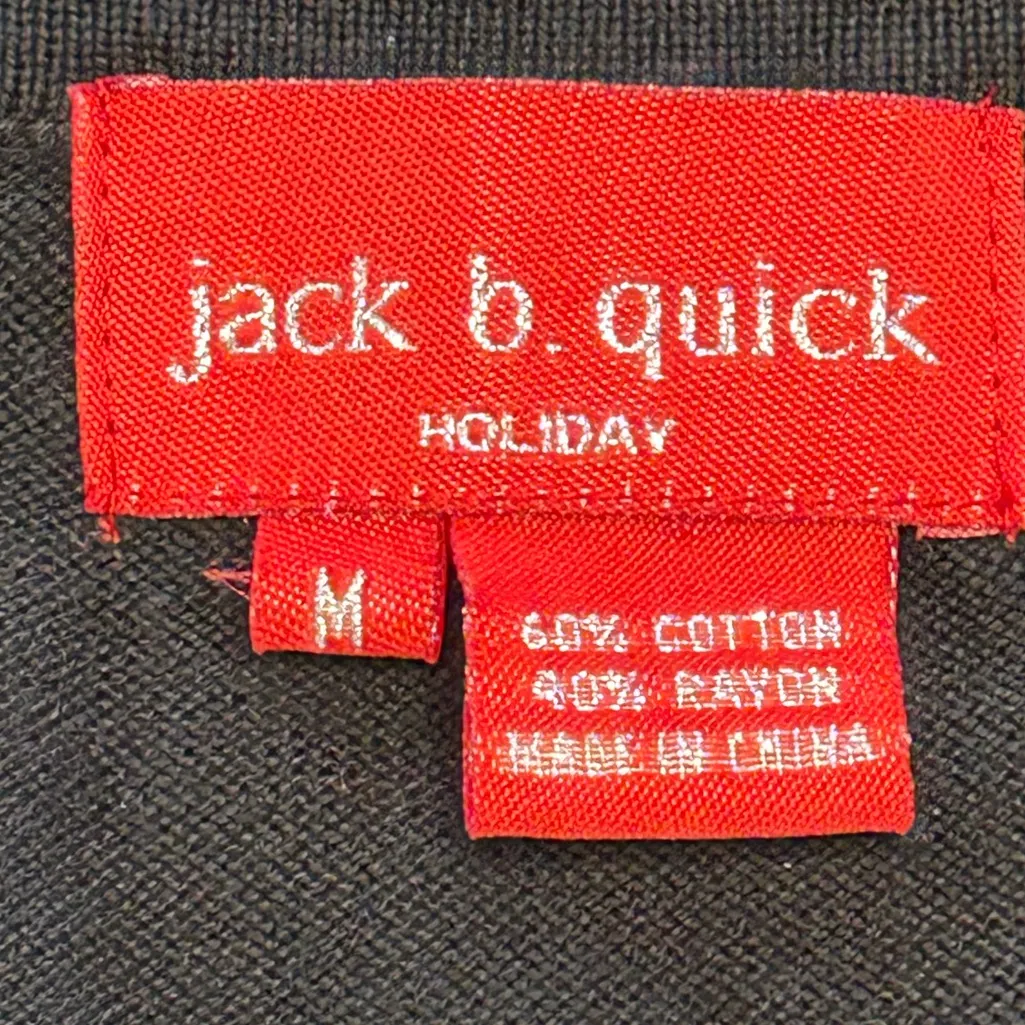 jack b. quick
HOLIDAY
M
60% COTTON
40% RAYON
MADE IN CHINA